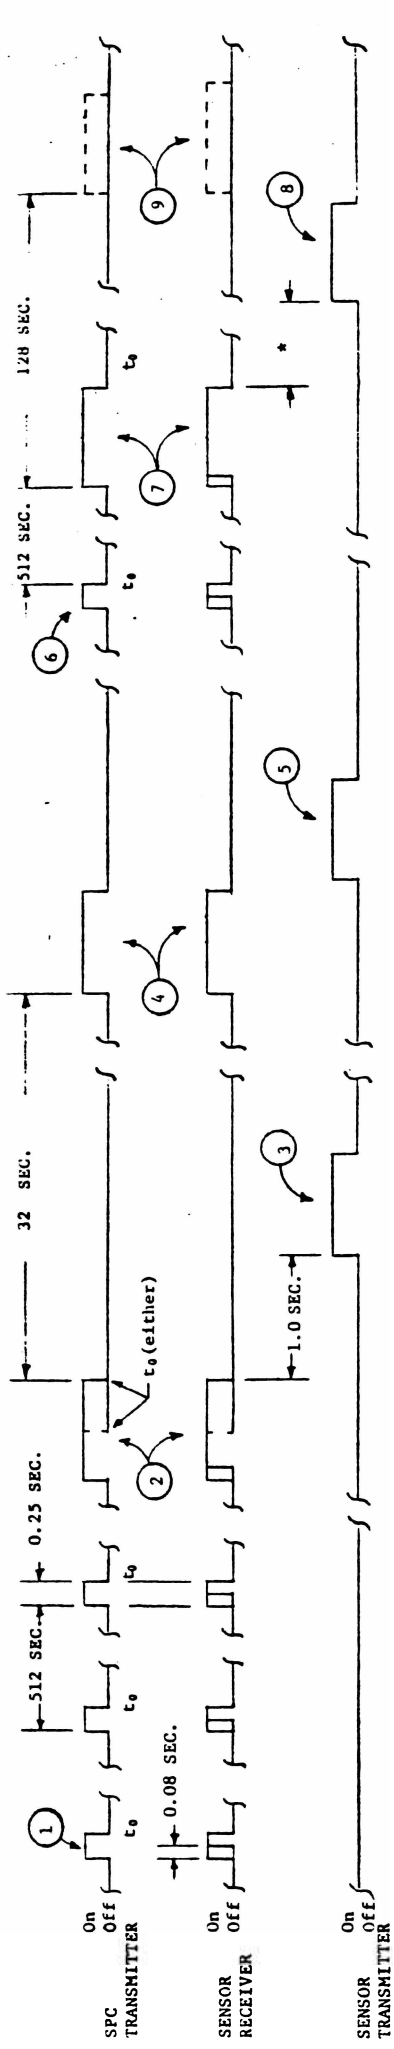 SPC
TRANSMITTER
On
Off
1
t₀
512 SEC.
t₀
0.25 SEC.
t₀
2
t₀(either)
32 SEC.
4
6
512 SEC.
t₀
7
128 SEC.
t₀
9
SENSOR
RECEIVER
On
Off
0.08 SEC.
SENSOR
TRANSMITTER
On
Off
1.0 SEC.
3
5
*
8